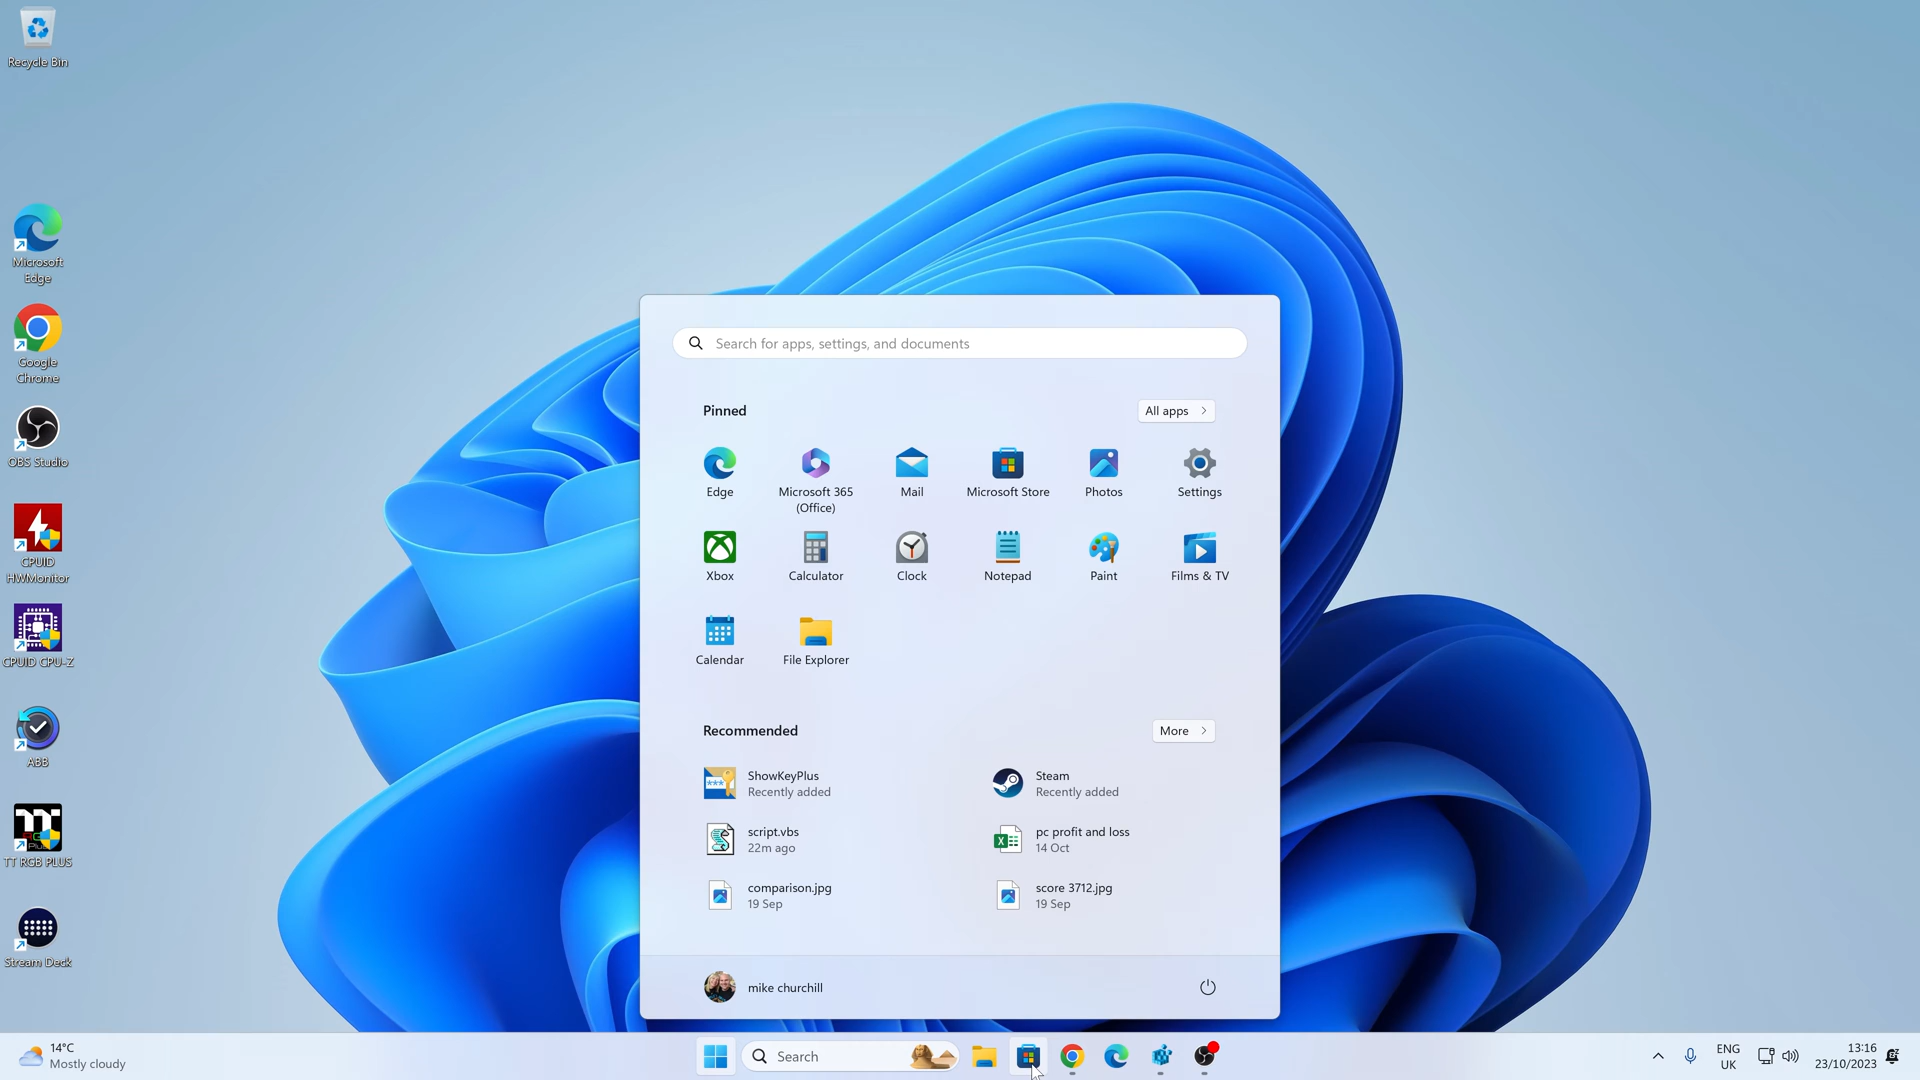 Recycle Bin
Microsoft
Edge
Google
Chrome
OBS Studio
CPUID
HWMonitor
CPUID CPU-Z
ABB
TT RGB PLUS
Stream Deck
Search for apps, settings, and documents
Pinned
All apps
Edge
Microsoft 365
(Office)
Mail
Microsoft Store
Photos
Settings
Xbox
Calculator
Clock
Notepad
Paint
Films & TV
Calendar
File Explorer
Recommended
More
ShowKeyPlus
Recently added
Steam
Recently added
script.vbs
22m ago
pc profit and loss
14 Oct
comparison.jpg
19 Sep
score 3712.jpg
19 Sep
mike churchill
14°C
Mostly cloudy
Search
ENG
UK
13:16
23/10/2023